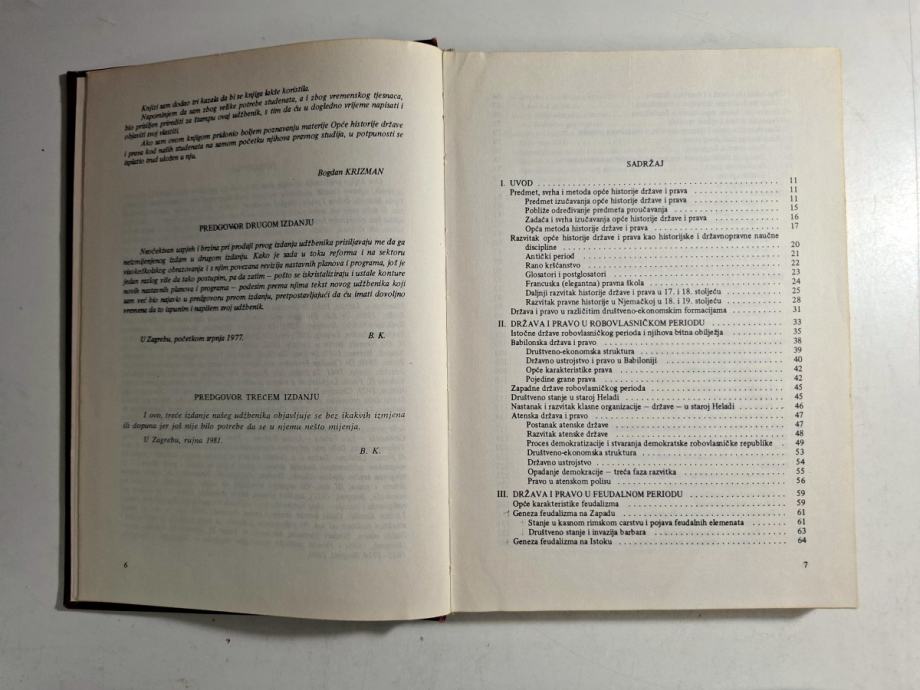 Knjizi sam dodao tri kazala da bi se knjiga lakše koristila.
Napominjem da sam zbog velike potrebe studenata, a i zbog vremenskog tjesnaca,
bio prisiljen prirediti za štampu ovaj udžbenik, s tim da ću u dogledno vrijeme napisati i
objaviti svoj vlastiti.
Ako sam ovom knjigom pridonio boljem poznavanju materije Opće historije države
i prava kod naših studenata na samom početku njihova pravnog studija, u potpunosti se
isplatio trud uložen u nju.
Bogdan KRIZMAN
PREDGOVOR DRUGOM IZDANJU
Neočekivan uspjeh i brzina pri prodaji prvog izdanja udžbenika prisiljavaju me da ga
neizmijenjenog izdam u drugom izdanju. Kako je sada u toku reforma i na sektoru
visokoškolskog obrazovanja i s njim povezana revizija nastavnih planova i programa, još je
jedan razlog više da tako postupim, pa da zatim – pošto se iskristaliziraju i ustale konture
novih nastavnih planova i programa – podesim prema njima tekst novog udžbenika koji
sam već bio najavio u predgovoru prvom izdanju, pretpostavljajući da ću imati dovoljno
vremena da to ispunim i napišem svoj udžbenik.
U Zagrebu, početkom srpnja 1977.
B. K.
PREDGOVOR TREĆEM IZDANJU
I ovo, treće izdanje našeg udžbenika objavljuje se bez ikakvih izmjena
ili dopuna jer još nije bilo potrebe da se u njemu nešto mijenja.
U Zagrebu, rujna 1981.
B. K.
6
SADRŽAJ
I. UVOD 11
Predmet, svrha i metoda opće historije države i prava 11
Predmet izučavanja opće historije države i prava 11
Pobliže određivanje predmeta proučavanja 15
Zadaća i svrha izučavanja opće historije države i prava 16
Opća metoda historije države i prava 17
Razvitak opće historije države i prava kao historijske i državnopravne naučne
discipline 20
Antički period 21
Rano kršćanstvo 22
Glosatori i postglosatori 23
Francuska (elegantna) pravna škola 24
Daljnji razvitak historije države i prava u 17. i 18. stoljeću 25
Razvitak pravne historije u Njemačkoj u 18. i 19. stoljeću 28
Država i pravo u različitim društveno-ekonomskim formacijama 31
II. DRŽAVA I PRAVO U ROBOVLASNIČKOM PERIODU 33
Istočne države robovlasničkog perioda i njihova bitna obilježja 35
Babilonska država i pravo 38
Društveno-ekonomska struktura 39
Državno ustrojstvo i pravo u Babiloniji 40
Opće karakteristike prava 42
Pojedine grane prava 42
Zapadne države robovlasničkog perioda 45
Društveno stanje u staroj Heladi 45
Nastanak i razvitak klasne organizacije – države – u staroj Heladi 46
Atenska država i pravo 47
Postanak atenske države 47
Razvitak atenske države 48
Proces demokratizacije i stvaranja demokratske robovlasničke republike 49
Društveno-ekonomska struktura 53
Državno ustrojstvo 54
Opadanje demokracije – treća faza razvitka 55
Pravo u atenskom polisu 56
III. DRŽAVA I PRAVO U FEUDALNOM PERIODU 59
Opće karakteristike feudalizma 59
Geneza feudalizma na Zapadu 61
Stanje u kasnom rimskom carstvu i pojava feudalnih elemenata 61
Društveno stanje i invazija barbara 63
Geneza feudalizma na Istoku 64
7